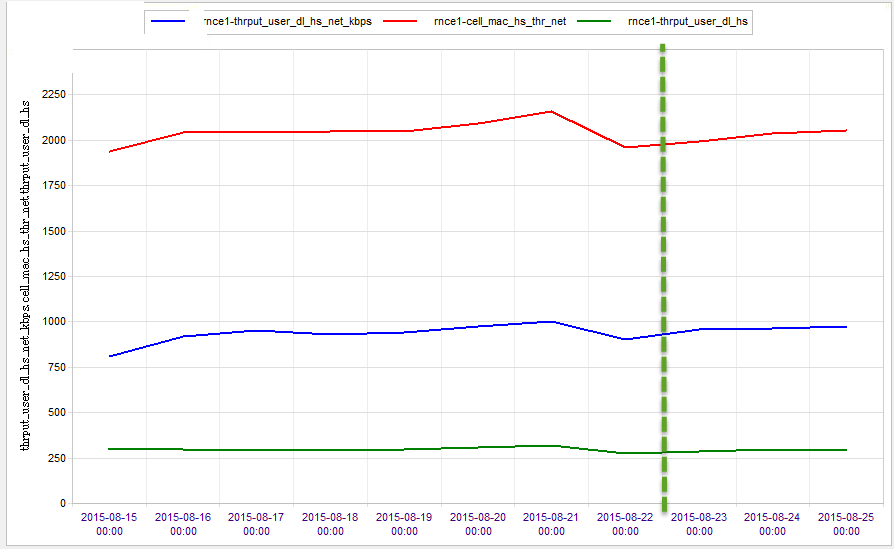 rnce1-thrput_user_dl_hs_net_kbps rnce1-cell_mac_hs_thr_net rnce1-thrput_user_dl_hs
thrput_user_dl_hs_net_kbps.cell_mac_hs_thr_net.thrput_user_dl_hs
2250
2000
1750
1500
1250
1000
750
500
250
0
2015-08-15 2015-08-16 2015-08-17 2015-08-18 2015-08-19 2015-08-20 2015-08-21 2015-08-22 2015-08-23 2015-08-24 2015-08-25
00:00 00:00 00:00 00:00 00:00 00:00 00:00 00:00 00:00 00:00 00:00